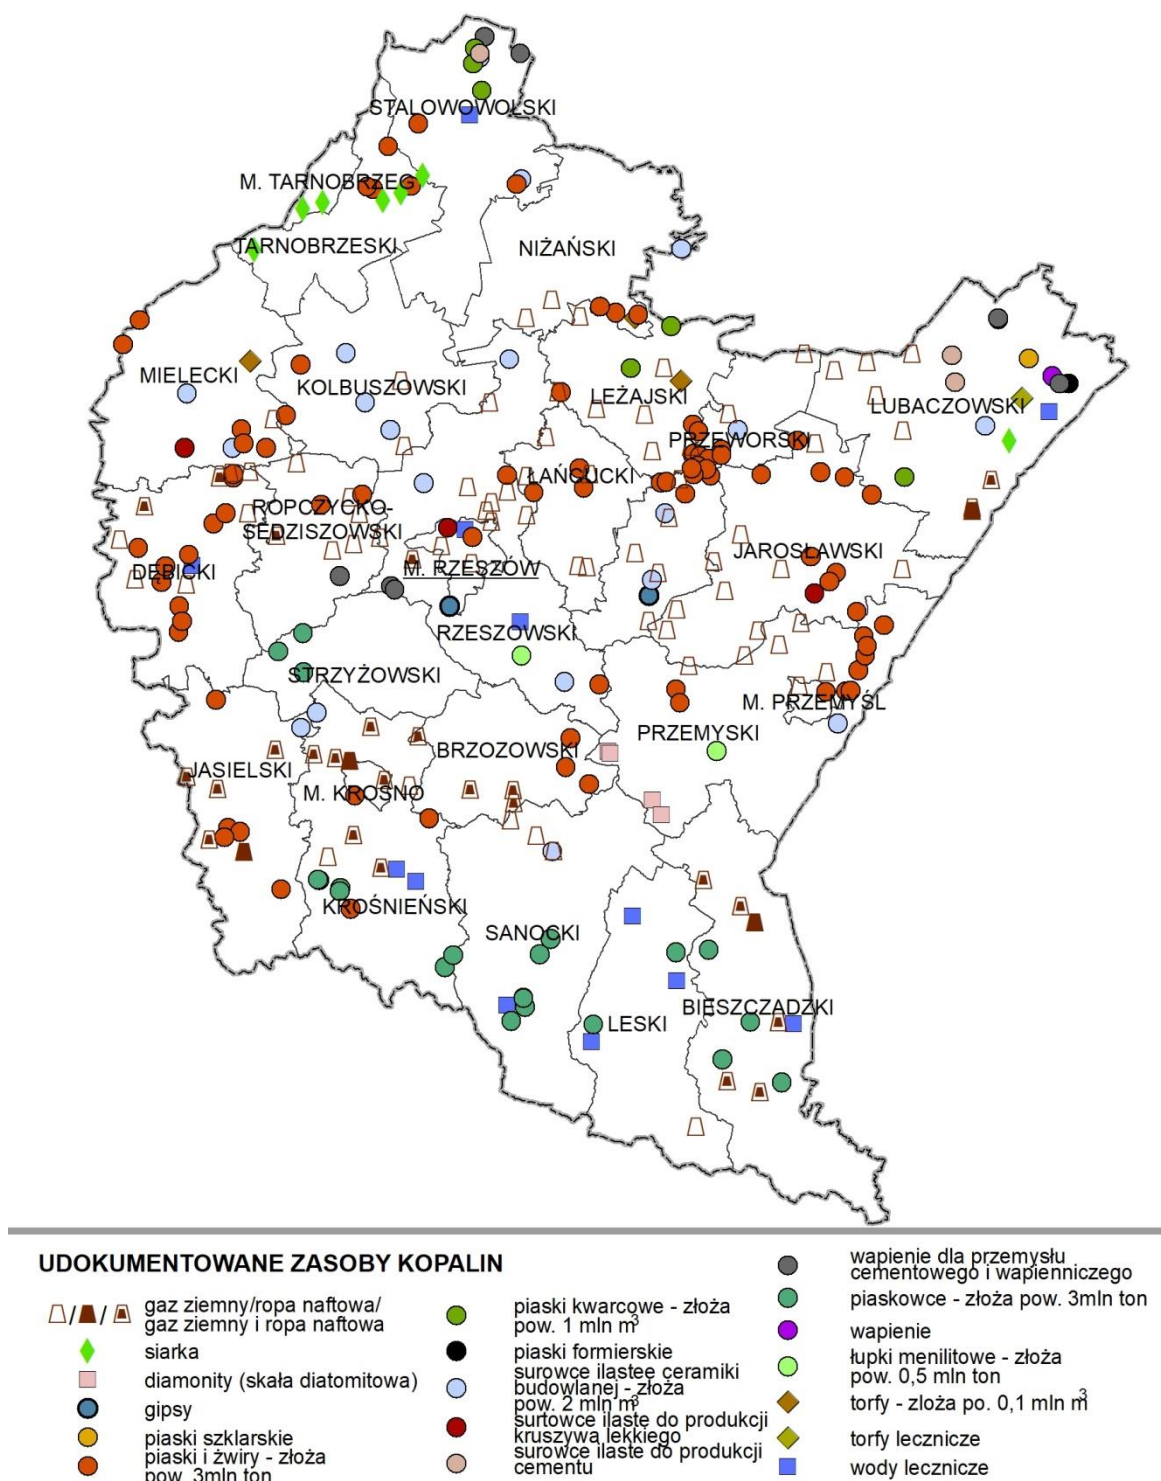 STALOWOWOLSKI
M. TARNOBRZEG
TARNOBRZESKI
NIŻAŃSKI
MIELECKI
KOLBUSZOWSKI
LEŻAJSKI
LUBACZOWSKI
PRZEWORSKI
ŁAŃCUCKI
ROPCZYCKO-
SĘDZISZOWSKI
JAROSŁAWSKI
DĘBICKI
M. RZESZÓW
RZESZOWSKI
STRZYŻOWSKI
M. PRZEMYŚL
PRZEMYSKI
BRZOZOWSKI
JASIELSKI
M. KROSNO
KROŚNIEŃSKI
SANOCKI
LESKI
BIESZCZADZKI
UDOKUMENTOWANE ZASOBY KOPALIN
gaz ziemny/ropa naftowa/
gaz ziemny i ropa naftowa
siarka
diamonity (skała diatomitowa)
gipsy
piaski szklarskie
piaski i żwiry - złoża
pow. 3mln ton
piaski kwarcowe - złoża
pow. 1 mln m³
piaski formierskie
surowce ilastee ceramiki
budowlanej - złoża
pow. 2 mln m³
surtowce ilaste do produkcji
kruszywa lekkiego
surowce ilaste do produkcji
cementu
wapienie dla przemysłu
cementowego i wapienniczego
piaskowce - złoża pow. 3mln ton
wapienie
łupki menilitowe - złoża
pow. 0,5 mln ton
torfy - zloża po. 0,1 mln m³
torfy lecznicze
wody lecznicze